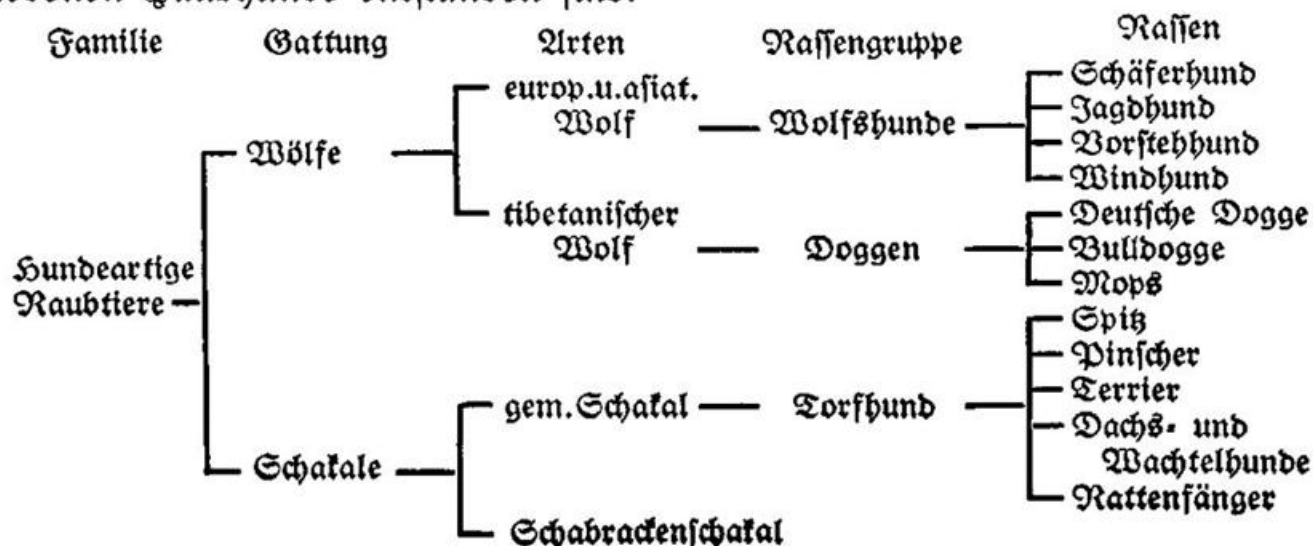 Familie Gattung Arten Rassengruppe Rassen
europ.u.asiat.
Wolf
Wolfshunde
Schäferhund
Jagdhund
Vorstehhund
Windhund
Wölfe
tibetanischer
Wolf
Doggen
Deutsche Dogge
Bulldogge
Mops
Hundeartige
Raubtiere
gem. Schakal
Torfhund
Spitz
Pinscher
Terrier
Dachs- und
Wachtelhunde
Rattenfänger
Schakale
Schabrackenschakal